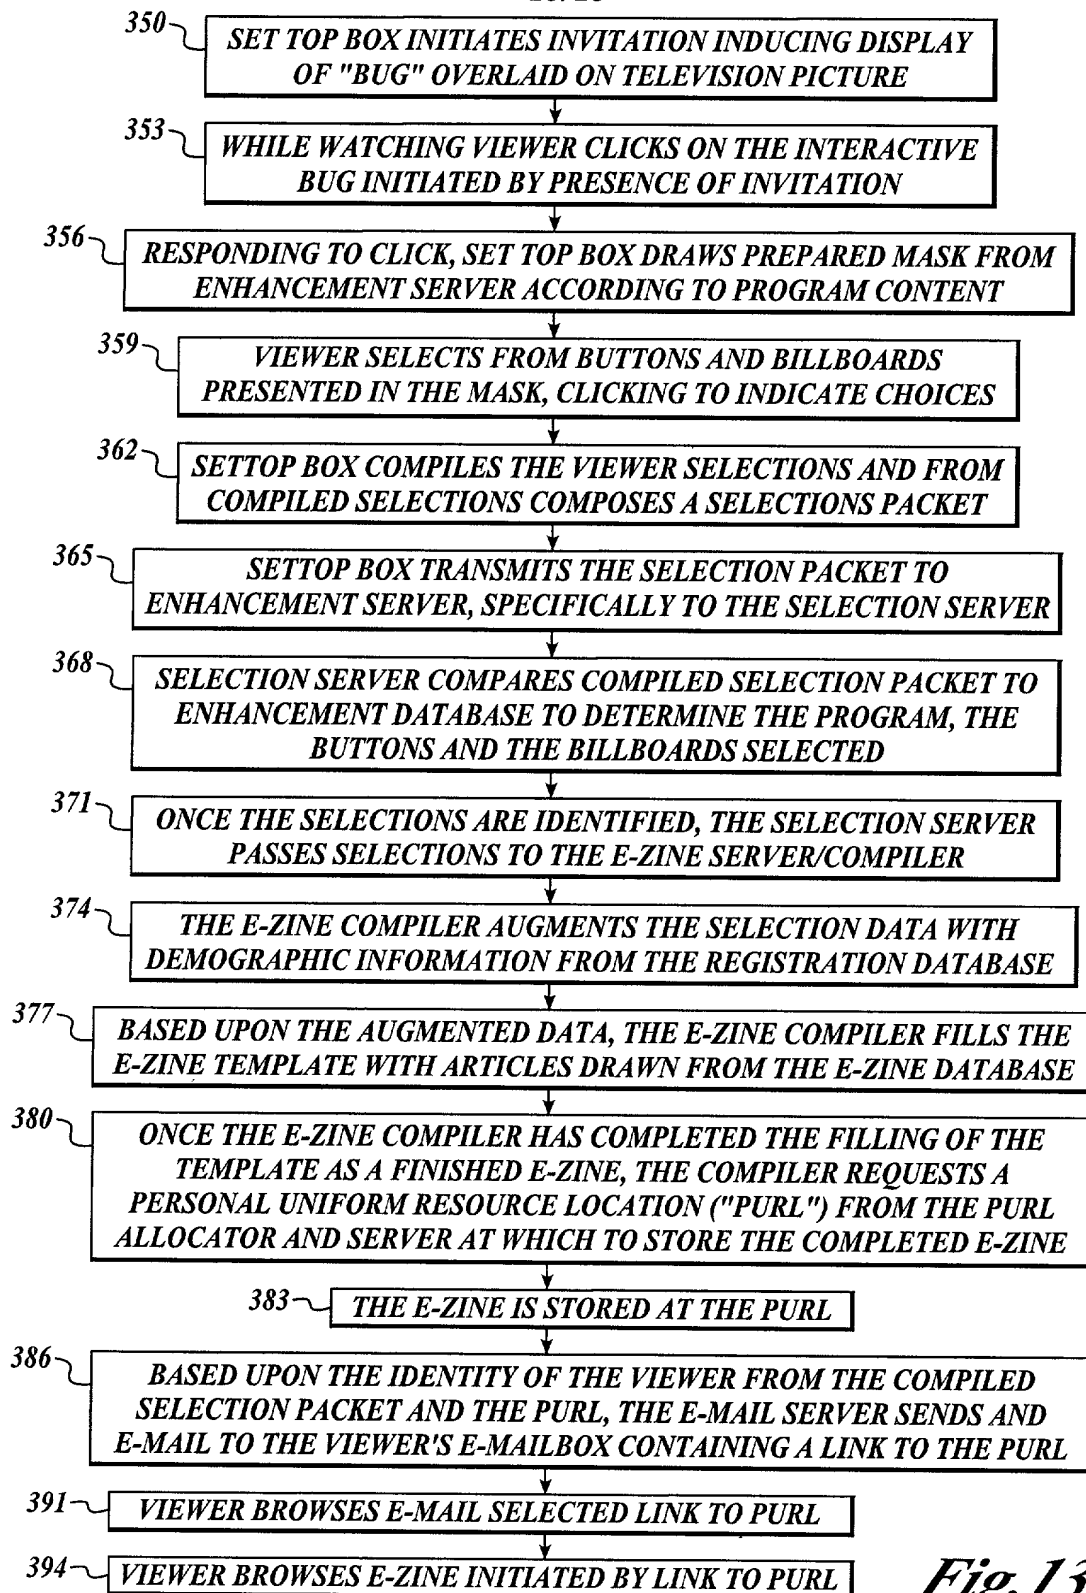 350
SET TOP BOX INITIATES INVITATION INDUCING DISPLAY
OF "BUG" OVERLAID ON TELEVISION PICTURE
353
WHILE WATCHING VIEWER CLICKS ON THE INTERACTIVE
BUG INITIATED BY PRESENCE OF INVITATION
356
RESPONDING TO CLICK, SET TOP BOX DRAWS PREPARED MASK FROM
ENHANCEMENT SERVER ACCORDING TO PROGRAM CONTENT
359
VIEWER SELECTS FROM BUTTONS AND BILLBOARDS
PRESENTED IN THE MASK, CLICKING TO INDICATE CHOICES
362
SETTOP BOX COMPILES THE VIEWER SELECTIONS AND FROM
COMPILED SELECTIONS COMPOSES A SELECTIONS PACKET
365
SETTOP BOX TRANSMITS THE SELECTION PACKET TO
ENHANCEMENT SERVER, SPECIFICALLY TO THE SELECTION SERVER
368
SELECTION SERVER COMPARES COMPILED SELECTION PACKET TO
ENHANCEMENT DATABASE TO DETERMINE THE PROGRAM, THE
BUTTONS AND THE BILLBOARDS SELECTED
371
ONCE THE SELECTIONS ARE IDENTIFIED, THE SELECTION SERVER
PASSES SELECTIONS TO THE E-ZINE SERVER/COMPILER
374
THE E-ZINE COMPILER AUGMENTS THE SELECTION DATA WITH
DEMOGRAPHIC INFORMATION FROM THE REGISTRATION DATABASE
377
BASED UPON THE AUGMENTED DATA, THE E-ZINE COMPILER FILLS THE
E-ZINE TEMPLATE WITH ARTICLES DRAWN FROM THE E-ZINE DATABASE
380
ONCE THE E-ZINE COMPILER HAS COMPLETED THE FILLING OF THE
TEMPLATE AS A FINISHED E-ZINE, THE COMPILER REQUESTS A
PERSONAL UNIFORM RESOURCE LOCATION ("PURL") FROM THE PURL
ALLOCATOR AND SERVER AT WHICH TO STORE THE COMPLETED E-ZINE
383
THE E-ZINE IS STORED AT THE PURL
386
BASED UPON THE IDENTITY OF THE VIEWER FROM THE COMPILED
SELECTION PACKET AND THE PURL, THE E-MAIL SERVER SENDS AND
E-MAIL TO THE VIEWER'S E-MAILBOX CONTAINING A LINK TO THE PURL
391
VIEWER BROWSES E-MAIL SELECTED LINK TO PURL
394
VIEWER BROWSES E-ZINE INITIATED BY LINK TO PURL
Fig. 13